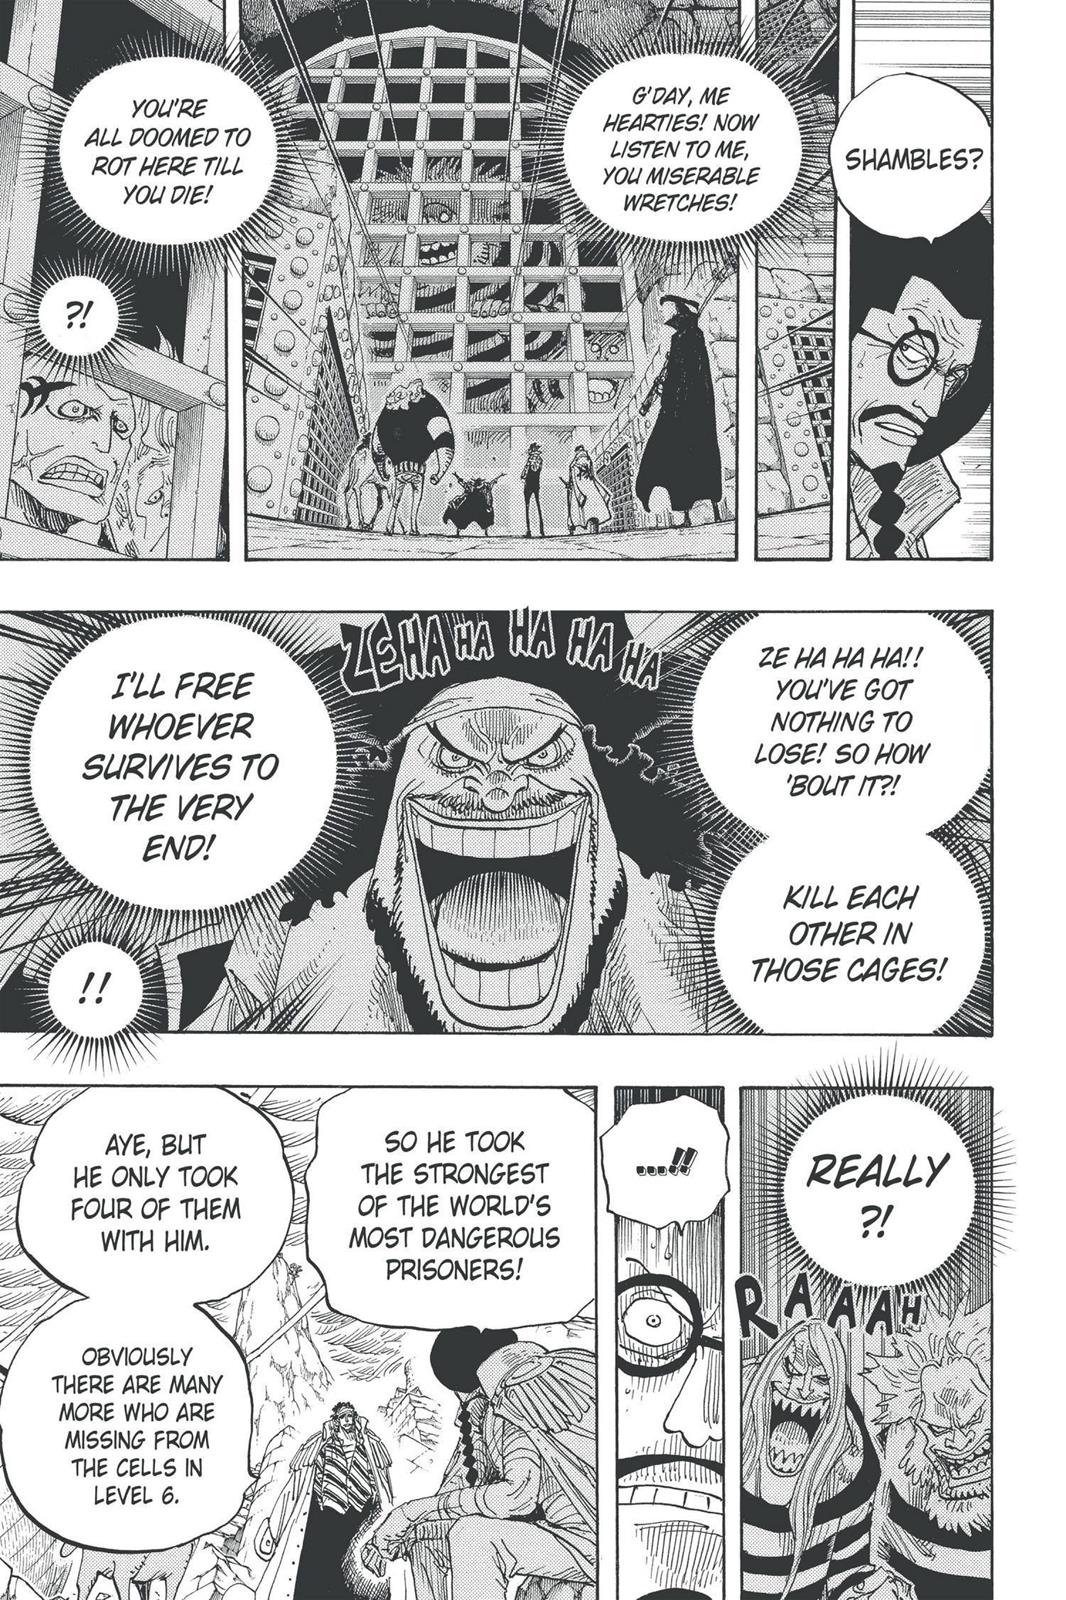 SHAMBLES?
G'DAY, ME
HEARTIES! NOW
LISTEN TO ME,
YOU MISERABLE
WRETCHES!
YOU'RE
ALL DOOMED TO
ROT HERE TILL
YOU DIE!
?!
ZE HA HA HA!!
YOU'VE GOT
NOTHING TO
LOSE! SO HOW
'BOUT IT?!
KILL EACH
OTHER IN
THOSE CAGES!
ZEHAHA HA HA HA
I'LL FREE
WHOEVER
SURVIVES TO
THE VERY
END!
!!
REALLY
?!
RAAAH
....!!
SO HE TOOK
THE STRONGEST
OF THE WORLD'S
MOST DANGEROUS
PRISONERS!
AYE, BUT
HE ONLY TOOK
FOUR OF THEM
WITH HIM.
OBVIOUSLY
THERE ARE MANY
MORE WHO ARE
MISSING FROM
THE CELLS IN
LEVEL 6.